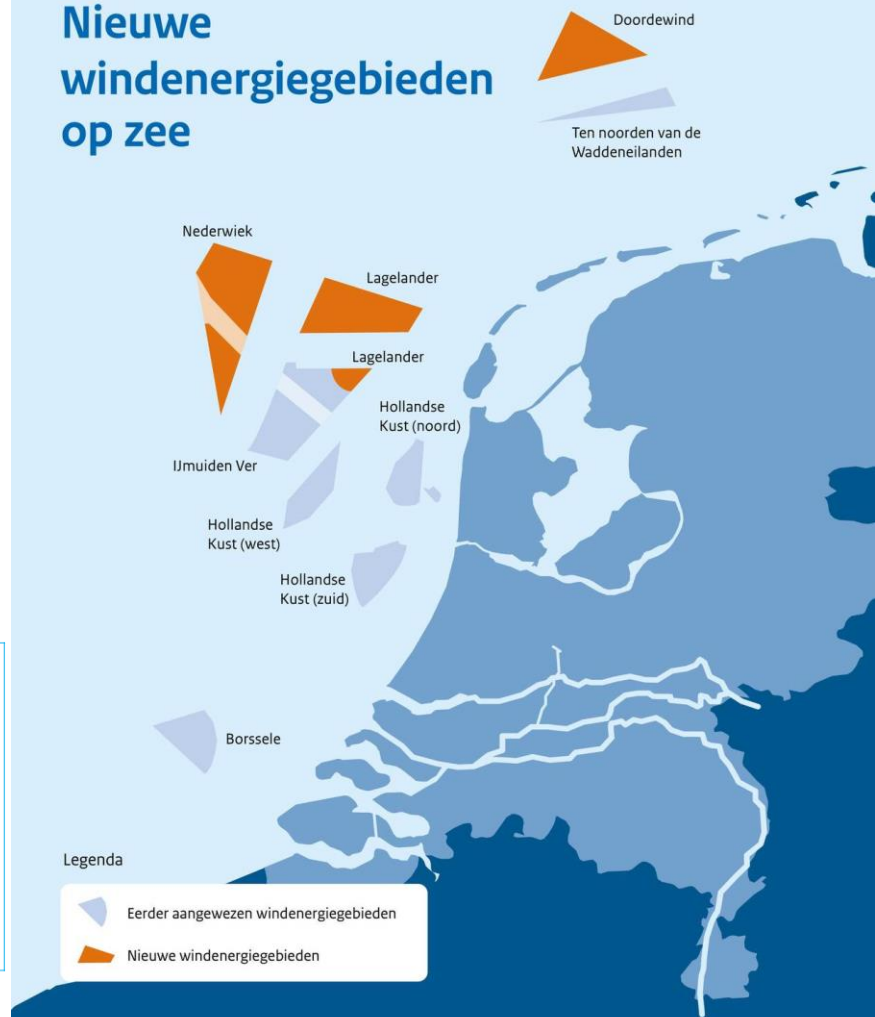 Nieuwe
windenergiegebieden
op zee
Doordewind
Ten noorden van de
Waddeneilanden
Nederwiek
Lagelander
Lagelander
Hollandse
Kust (noord)
IJmuiden Ver
Hollandse
Kust (west)
Hollandse
Kust (zuid)
Borssele
Legenda
Eerder aangewezen windenergiegebieden
Nieuwe windenergiegebieden